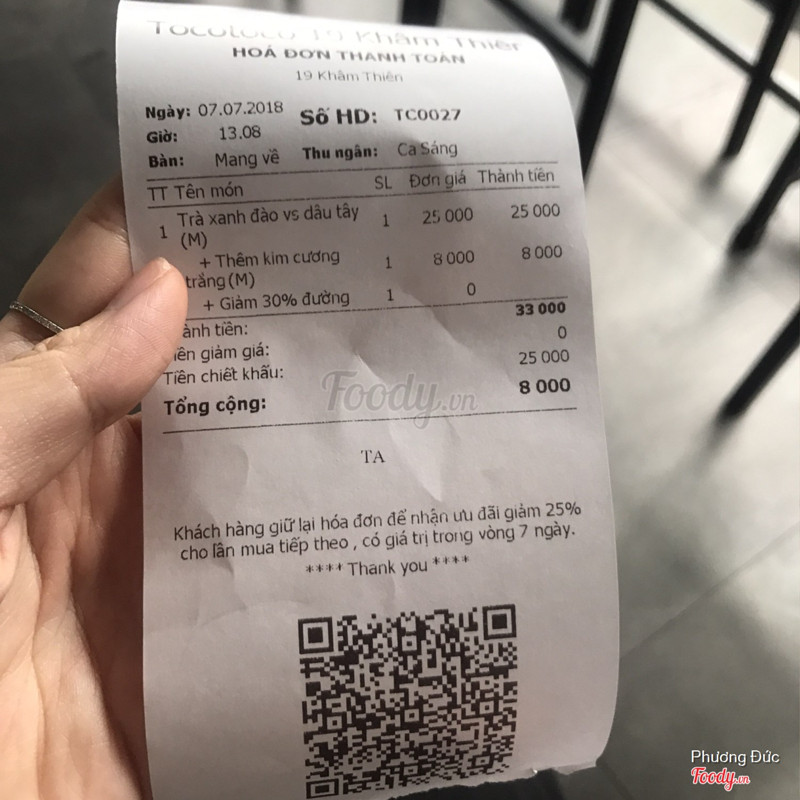 Tocotoco 19 Khâm Thiên
HOÁ ĐƠN THANH TOÁN
19 Khâm Thiên
Ngày: 07.07.2018 Số HD: TC0027
Giờ: 13.08
Bàn: Mang về Thu ngân: Ca Sáng
TT Tên món SL Đơn giá Thành tiền
1 Trà xanh đào vs dâu tây 1 25 000 25 000
(M)
+ Thêm kim cương 1 8 000 8 000
trắng(M)
+ Giảm 30% đường 1 0
ành tiền: 33 000
iền giảm giá: 0
Tiền chiết khấu: 25 000
Tổng cộng: 8 000
Foody.vn
TA
Khách hàng giữ lại hóa đơn để nhận ưu đãi giảm 25%
cho lần mua tiếp theo , có giá trị trong vòng 7 ngày.
**** Thank you ****
Phương Đức
Foody.vn